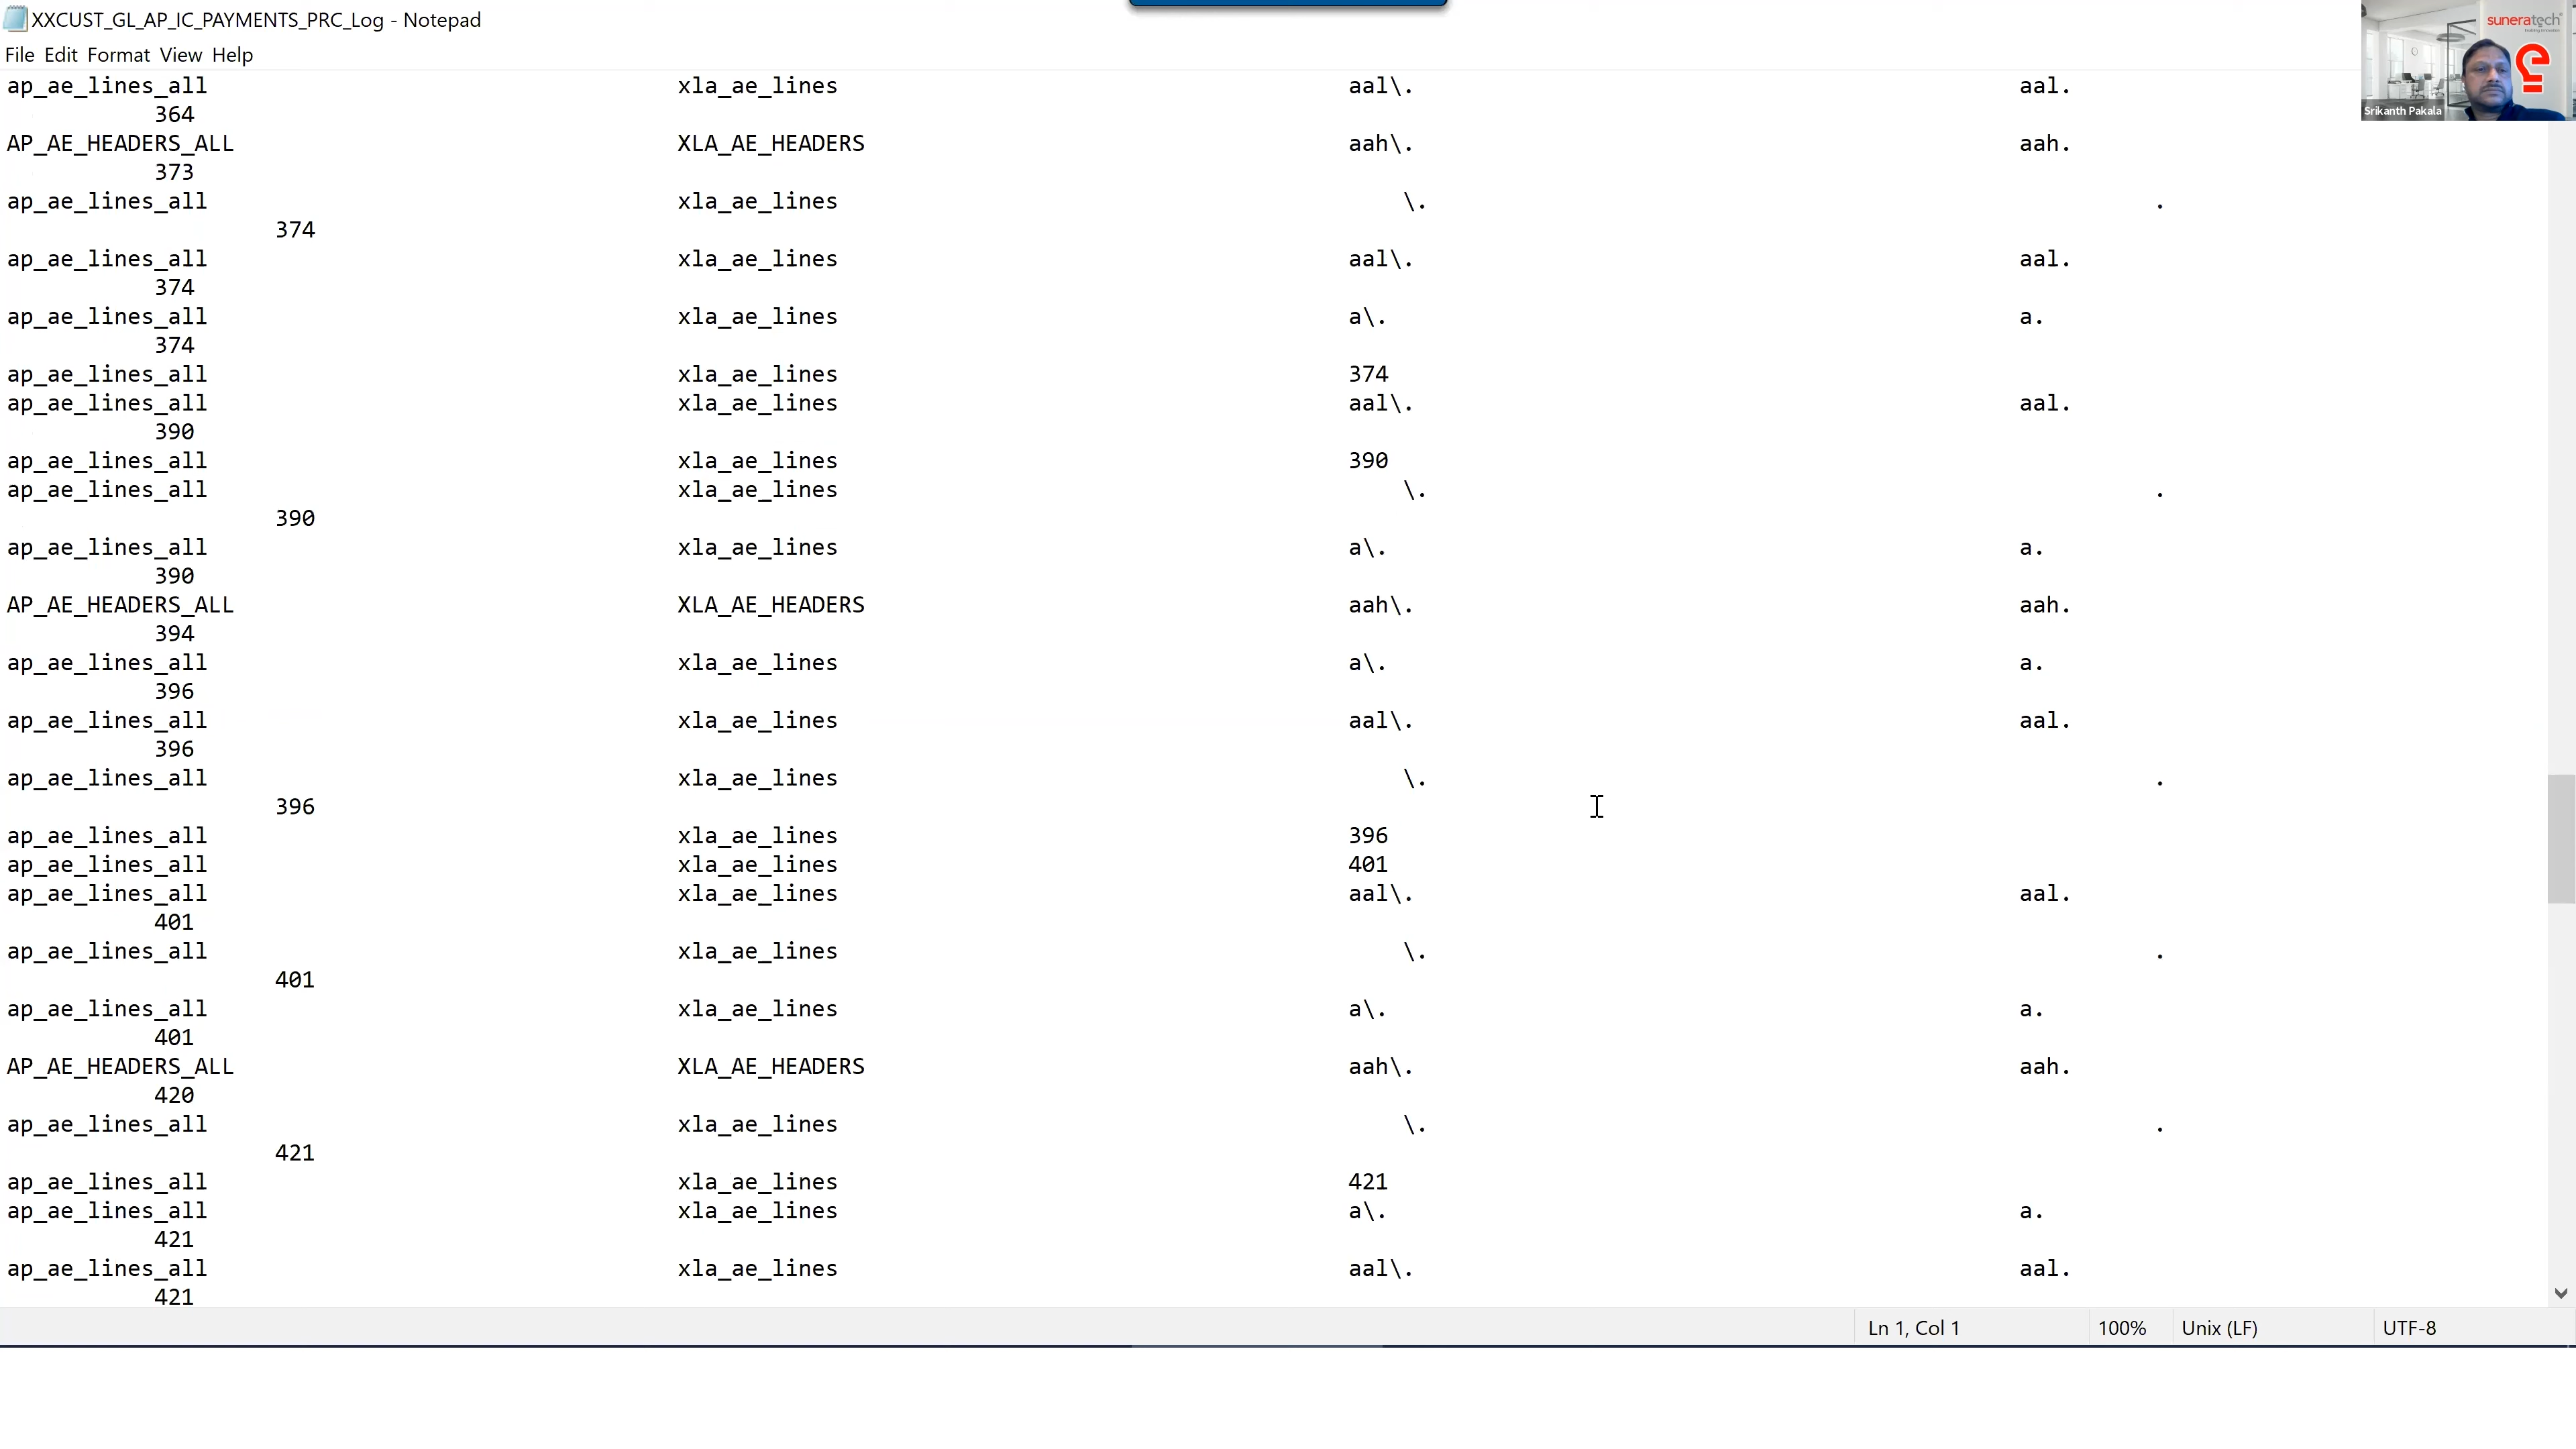 XXCUST_GL_AP_IC_PAYMENTS_PRC_Log - Notepad
File Edit Format View Help
suneratech
Srikanth Pakala
ap_ae_lines_all xla_ae_lines aal\. aal.
364
AP_AE_HEADERS_ALL XLA_AE_HEADERS aah\. aah.
373
ap_ae_lines_all xla_ae_lines \. .
374
ap_ae_lines_all xla_ae_lines aal\. aal.
374
ap_ae_lines_all xla_ae_lines a\. a.
374
ap_ae_lines_all xla_ae_lines 374
ap_ae_lines_all xla_ae_lines aal\. aal.
390
ap_ae_lines_all xla_ae_lines 390
ap_ae_lines_all xla_ae_lines \. .
390
ap_ae_lines_all xla_ae_lines a\. a.
390
AP_AE_HEADERS_ALL XLA_AE_HEADERS aah\. aah.
394
ap_ae_lines_all xla_ae_lines a\. a.
396
ap_ae_lines_all xla_ae_lines aal\. aal.
396
ap_ae_lines_all xla_ae_lines \. .
396
ap_ae_lines_all xla_ae_lines 396
ap_ae_lines_all xla_ae_lines 401
ap_ae_lines_all xla_ae_lines aal\. aal.
401
ap_ae_lines_all xla_ae_lines \. .
401
ap_ae_lines_all xla_ae_lines a\. a.
401
AP_AE_HEADERS_ALL XLA_AE_HEADERS aah\. aah.
420
ap_ae_lines_all xla_ae_lines \. .
421
ap_ae_lines_all xla_ae_lines 421
ap_ae_lines_all xla_ae_lines a\. a.
421
ap_ae_lines_all xla_ae_lines aal\. aal.
421
Ln 1, Col 1 100% Unix (LF) UTF-8